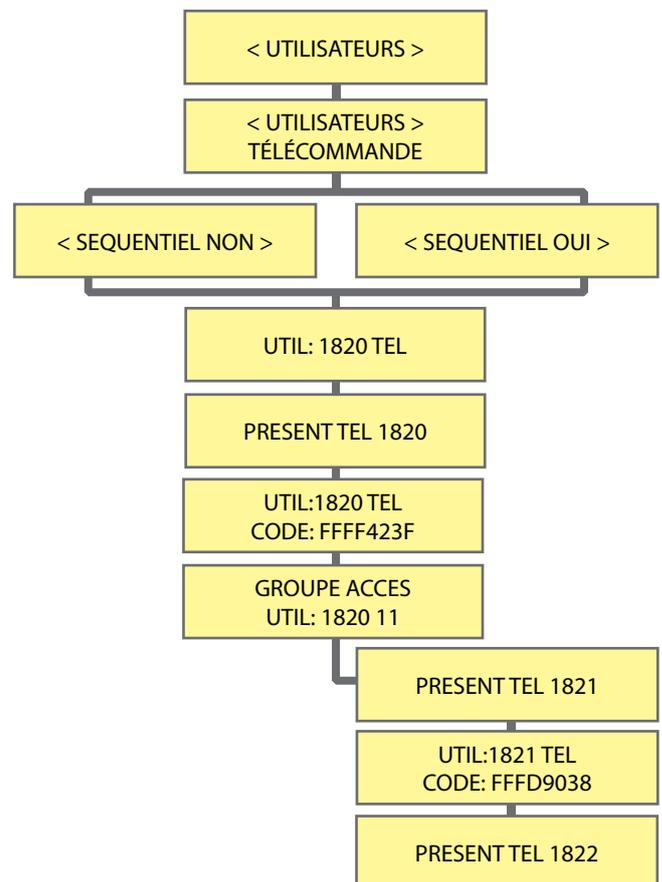 < UTILISATEURS >
< UTILISATEURS >
TÉLÉCOMMANDE
< SEQUENTIEL NON >
< SEQUENTIEL OUI >
UTIL: 1820 TEL
PRESENT TEL 1820
UTIL:1820 TEL
CODE: FFFF423F
GROUPE ACCES
UTIL: 1820 11
PRESENT TEL 1821
UTIL:1821 TEL
CODE: FFFD9038
PRESENT TEL 1822